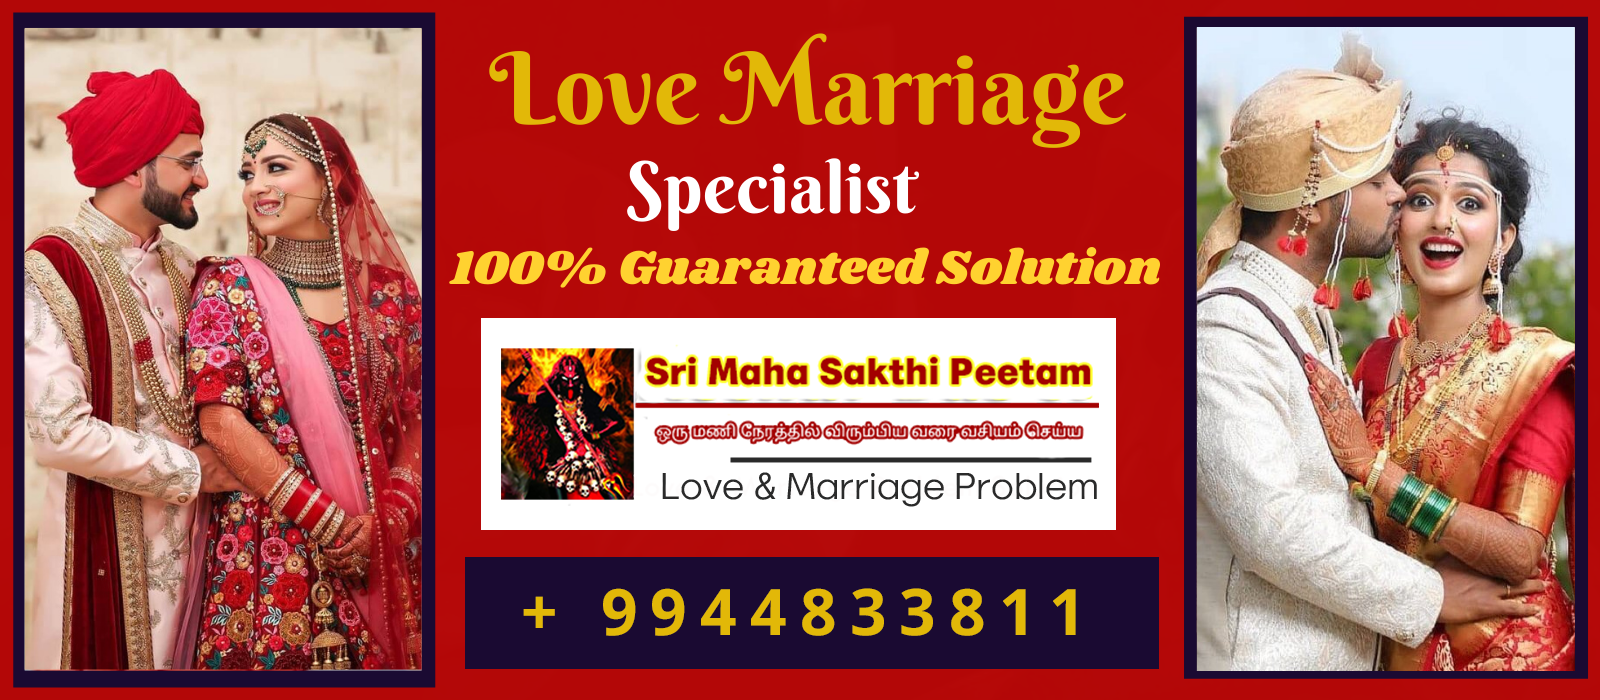 Love Marriage
Specialist
100% Guaranteed Solution
Sri Maha Sakthi Peetam
ஒரு மணி நேரத்தில் விரும்பிய வரை வசியம் செய்ய
Love & Marriage Problem
+ 9944833811